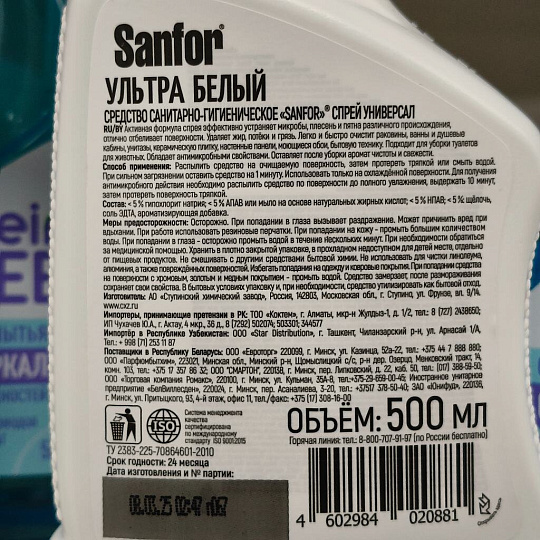 Sanfor®
УЛЬТРА БЕЛЫЙ
СРЕДСТВО САНИТАРНО-ГИГИЕНИЧЕСКОЕ «SANFOR»® СПРЕЙ УНИВЕРСАЛ
RU/BY Активная формула спрея эффективно устраняет микробы, плесень и пятна различного происхождения,
отлично отбеливает поверхности. Удаляет жир, потёки и грязь. Легко и быстро очистит раковины, ванны и душевые
кабины, унитазы, керамическую плитку, настенные панели, моющиеся обои, бытовую технику. Подходит для уборки туалетов
для животных. Обладает антимикробными свойствами. Оставляет после уборки аромат чистоты и свежести.
Способ применения: Распылить средство на очищаемую поверхность, затем протереть тряпкой или смыть водой.
При сильном загрязнении оставить средство на 1 минуту. Использовать только на охлаждённой поверхности. Для получения
антимикробного действия необходимо распылить средство по поверхности до полного увлажнения, выдержать 10 минут,
затем протереть поверхность тряпкой.
Состав: < 5% гипохлорит натрия; < 5% АПАВ или мыло на основе натуральных жирных кислот; < 5% НПАВ; < 5%: щёлочь,
соль ЭДТА, ароматизирующая добавка.
Меры предосторожности: Осторожно. При попадании в глаза вызывает раздражение. Может причинить вред при
вдыхании. При работе использовать резиновые перчатки. При попадании на кожу - промыть большим количеством
воды. При попадании в глаза - осторожно промыть водой в течение нескольких минут. При необходимости обратиться
за медицинской помощью. Хранить в плотно закрытой упаковке, в прохладном недоступном для детей месте, отдельно
от пищевых продуктов. Не смешивать с другими средствами бытовой химии. Не использовать для чистки линолеума,
алюминия, а также повреждённых поверхностей. Избегать попадания на одежду и ковровые покрытия. При попадании средства
на поверхности с хромовым, золотым и медным покрытием - промыть водой. Средство замерзает, после размораживания
сохраняет свои свойства. В бытовых условиях упаковку и, при необходимости, средство утилизировать как бытовой отход.
Изготовитель: АО «Ступинский химический завод», Россия, 142803, Московская обл., г. Ступино, ул. Фрунзе, вл. 9/14.
www.cxz.ru
Импортеры, принимающие претензии в РК: ТОО «Коктем», г. Алматы, мкр-н Жулдыз-1, д. 1/2, тел.: 8 (727) 2438650;
ИП Чухачев Ю.А., г. Актау, 4 мкр., 36 д., 8 (7292) 502074; 503310; 344577
Импортёр в Республику Узбекистан: ООО «Star Distribution», г. Ташкент, Чиланзарский р-н, ул. Арнасай 1/А,
Тел.: + 998 (71) 253 11 87
Поставщики в Республику Беларусь: ООО «Евроторг» 220099, г. Минск, ул. Казинца, 52а-22, тел.: +375 44 7 888 880;
ООО «Парфюмбытхим», 223021, Минская обл., Минский р-н, Щомыслицкий с/с, р-н дер. Озерцо, Менковский тракт, 14,
комн. 103, тел.: +375 17 357 86 32; ООО "СМАРТОН", 220138, г. Минск, пер. Липковский, д. 22, каб. 50, тел.: (017) 388-59-30;
ООО «Торговая компания Ромакс», 220100, г. Минск, ул. Кульман, 35А-8, тел.:+375-29-659-00-45; Иностранное унитарное
предприятие «БелВиллесден», 220024, г. Минск, пер. Асаналиева, 3-20, тел.: +37517 378-50-40; ЗАО «Юнифуд», 220036,
г. Минск, ул. Притыцкого, 93, 4-й этаж, офис 11, тел./факс: +375 (17) 308-16-00
ISO
Система менеджмента
качества
сертифицирована
по международному
стандарту ISO 9001:2015
ОБЪЁМ: 500 МЛ
Горячая линия: тел.: 8-800-707-91-97 (по России бесплатно)
ТУ 2383-225-70864601-2010
Срок годности: 24 месяца
Дата изготовления и № партии:
08.03.25 02:47 п067
4 602984 020881